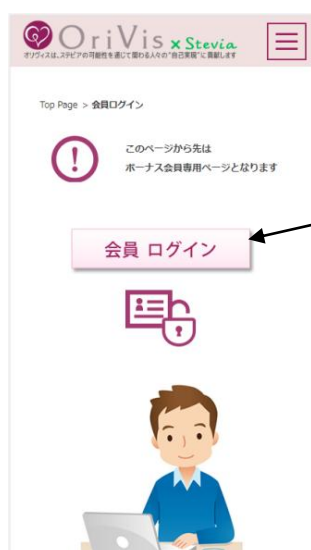 OriVis x Stevia
オリヴィスは、ステビアの可能性を通じて関わる人々の"自己実現"に貢献します
Top Page > 会員ログイン
このページから先は
ボーナス会員専用ページとなります
会員 ログイン